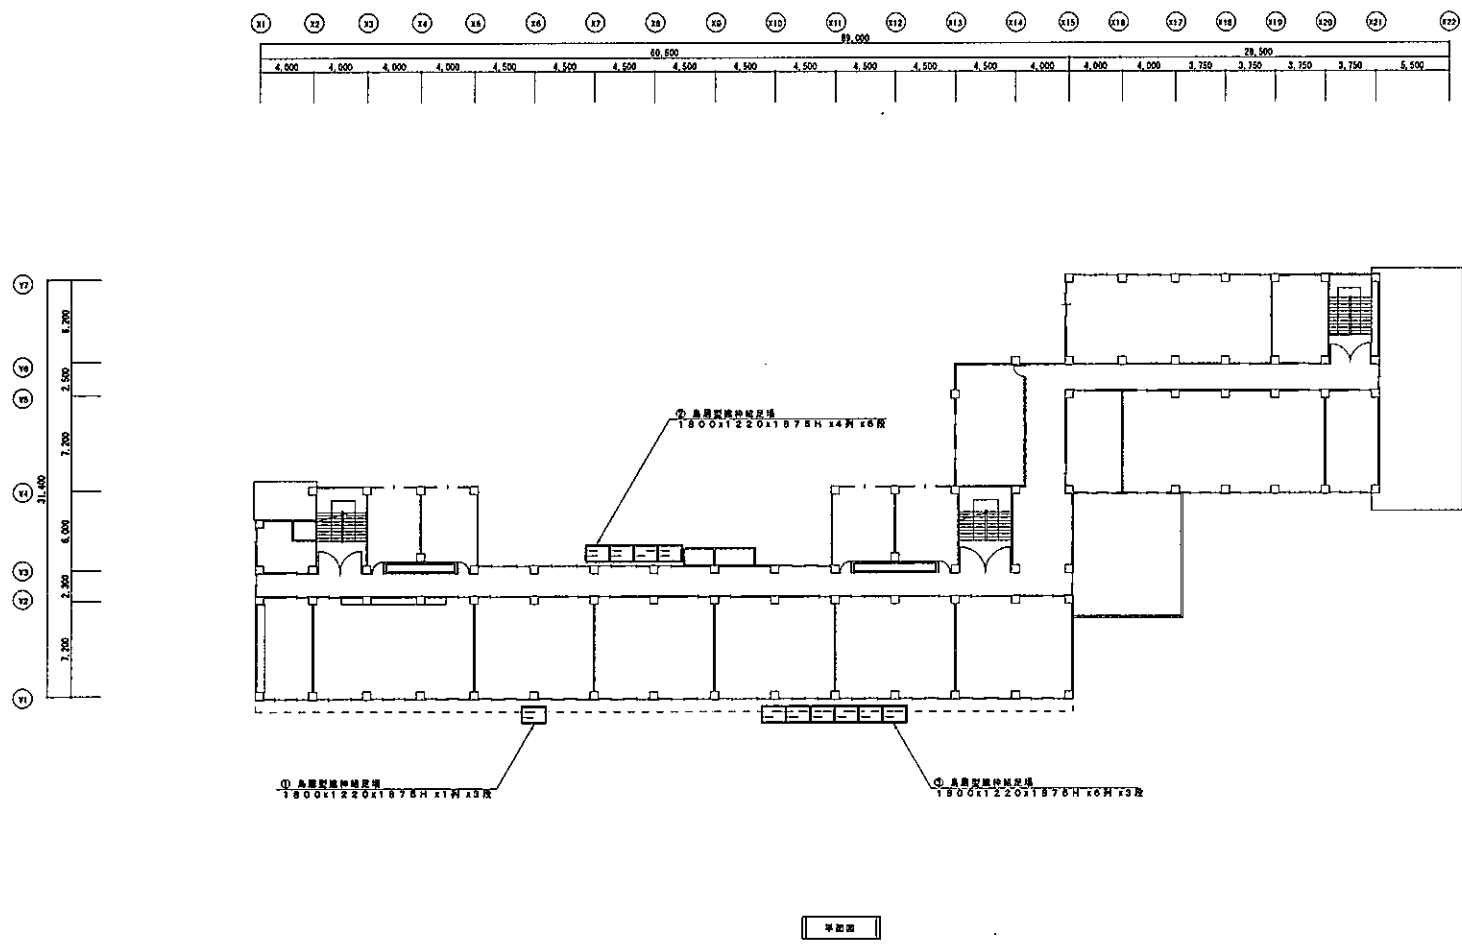 X1 X2 X3 X4 X5 X6 X7 X8 X9 X10 X11 X12 X13 X14 X15 X16 X17 X18 X19 X20 X21 X22
89,000
60,500 28,500
4,000 4,000 4,000 4,000 4,500 4,500 4,500 4,500 4,500 4,500 4,500 4,500 4,500 4,000 4,000 4,000 3,750 3,750 3,750 3,750 5,500
Y7
6,200
Y6
2,500
Y5
7,200
31,400
Y4
6,000
Y3
2,300
Y2
7,200
Y1
② 鳥居型建枠組足場
1800x1220x1875H x4列 x6段
① 鳥居型建枠組足場
1800x1220x1875H x1列 x3段
③ 鳥居型建枠組足場
1800x1220x1875H x6列 x3段
平面図